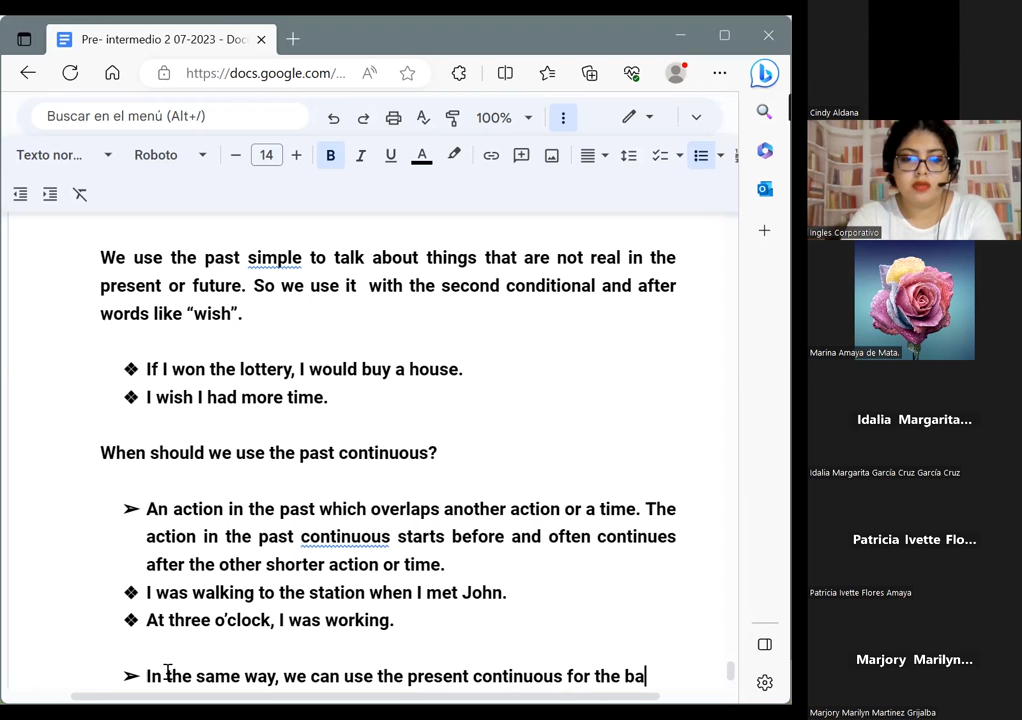 Pre- intermedio 2 07-2023 - Doc
https://docs.google.com/...
Buscar en el menú (Alt+/)
100%
Texto nor...
Roboto
14
We use the past simple to talk about things that are not real in the
present or future. So we use it with the second conditional and after
words like “wish”.
❖ If I won the lottery, I would buy a house.
❖ I wish I had more time.
When should we use the past continuous?
➢ An action in the past which overlaps another action or a time. The
action in the past continuous starts before and often continues
after the other shorter action or time.
❖ I was walking to the station when I met John.
❖ At three o’clock, I was working.
➢ In the same way, we can use the present continuous for the ba
Cindy Aldana
Ingles Corporativo
Marina Amaya de Mata.
Idalia Margarita...
Idalia Margarita García Cruz García Cruz
Patricia Ivette Flo...
Patricia Ivette Flores Amaya
Marjory Marilyn...
Marjory Marilyn Martinez Grijalba